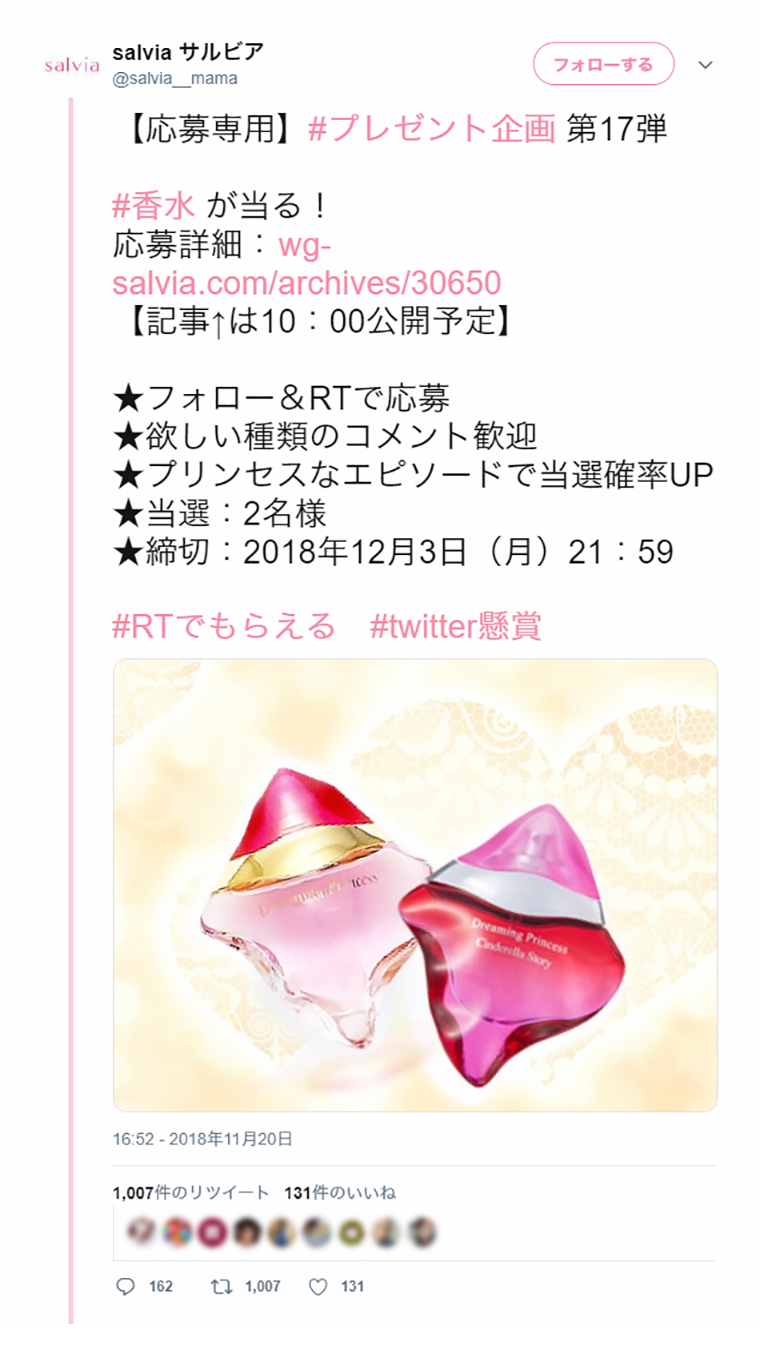 salvia
salvia サルビア
@salvia__mama
フォローする
【応募専用】#プレゼント企画 第17弾
#香水 が当る！
応募詳細：wg-
salvia.com/archives/30650
【記事↑は10：00公開予定】
★フォロー＆RTで応募
★欲しい種類のコメント歓迎
★プリンセスなエピソードで当選確率UP
★当選：2名様
★締切：2018年12月3日（月）21：59
#RTでもらえる　#twitter懸賞
Dreaming Princess
Dreaming Princess
Cinderella Story
16:52 - 2018年11月20日
1,007件のリツイート 131件のいいね
162 1,007 131